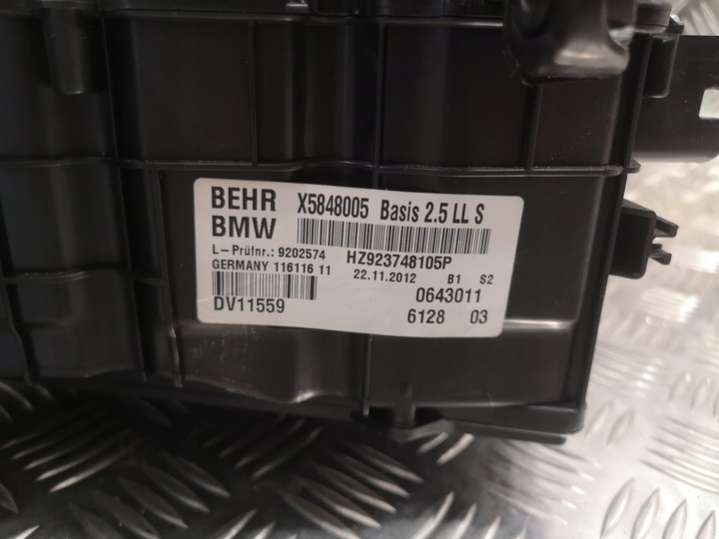 BEHR X5848005 Basis 2.5 LL S
BMW
L-Prüfnr.: 9202574 HZ923748105P
GERMANY 116116 11 22.11.2012 B1 S2
0643011
DV11559 6128 03